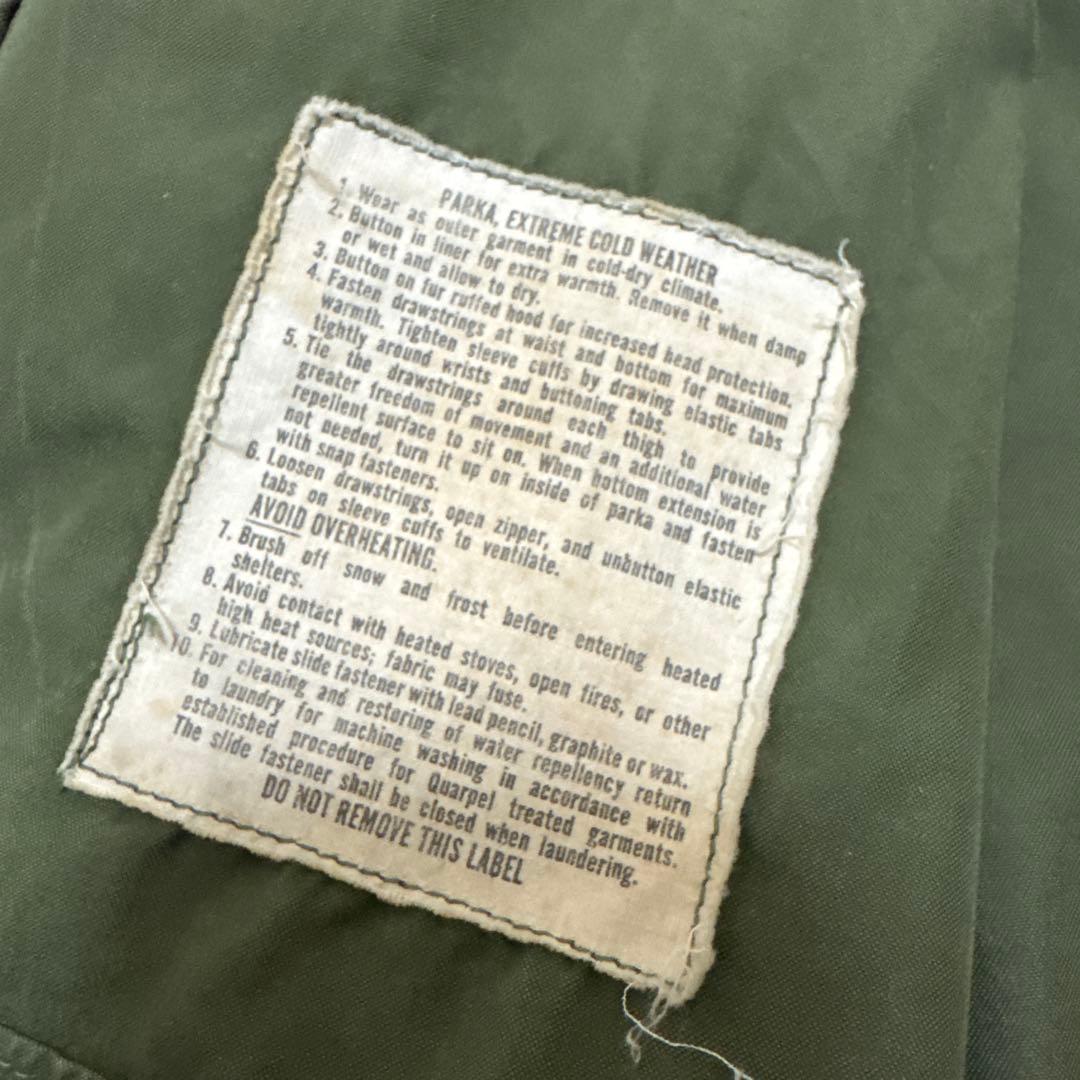 PARKA, EXTREME COLD WEATHER
1. Wear as outer garment in cold-dry climate.
2. Button in liner for extra warmth. Remove it when damp
or wet and allow to dry.
3. Button on fur ruffed hood for increased head protection.
4. Fasten drawstrings at waist and bottom for maximum
warmth. Tighten sleeve cuffs by drawing elastic tabs
tightly around wrists and buttoning tabs.
5. Tie the drawstrings around each thigh to provide
greater freedom of movement and an additional water
repellent surface to sit on. When bottom extension is
not needed, turn it up on inside of parka and fasten
with snap fasteners.
6. Loosen drawstrings, open zipper, and unbutton elastic
tabs on sleeve cuffs to ventilate.
AVOID OVERHEATING.
7. Brush off snow and frost before entering heated
shelters.
8. Avoid contact with heated stoves, open fires, or other
high heat sources; fabric may fuse.
9. Lubricate slide fastener with lead pencil, graphite or wax.
10. For cleaning and restoring of water repellency return
to laundry for machine washing in accordance with
established procedure for Quarpel treated garments.
The slide fastener shall be closed when laundering.
DO NOT REMOVE THIS LABEL